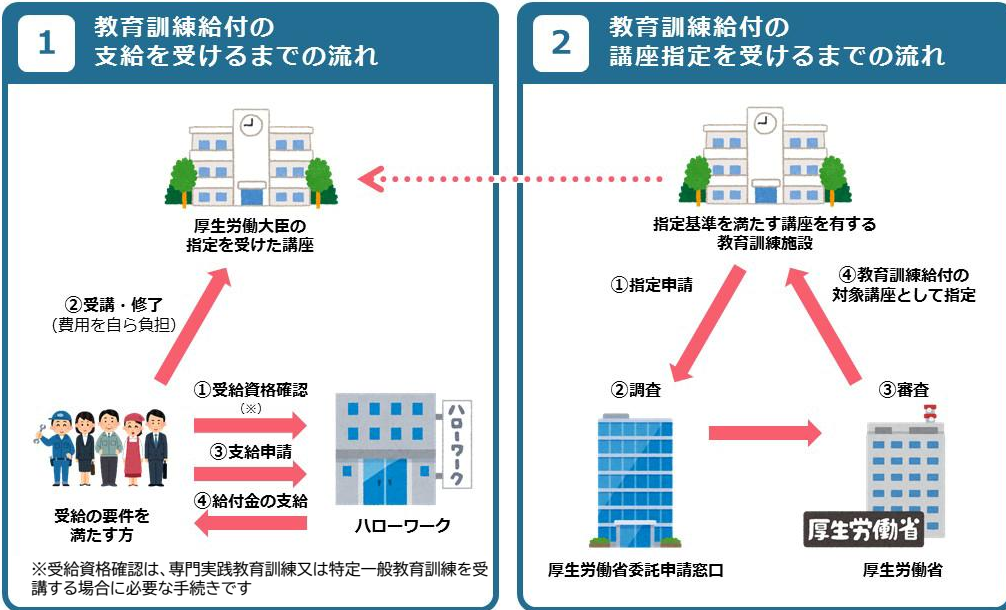 1
教育訓練給付の
支給を受けるまでの流れ
厚生労働大臣の
指定を受けた講座
②受講・修了
(費用を自ら負担)
①受給資格確認
(※)
③支給申請
④給付金の支給
受給の要件を
満たす方
ハローワーク
ハローワーク
※受給資格確認は、専門実践教育訓練又は特定一般教育訓練を受
講する場合に必要な手続きです
2
教育訓練給付の
講座指定を受けるまでの流れ
指定基準を満たす講座を有する
教育訓練施設
①指定申請
④教育訓練給付の
対象講座として指定
②調査
③審査
厚生労働省
厚生労働省委託申請窓口
厚生労働省